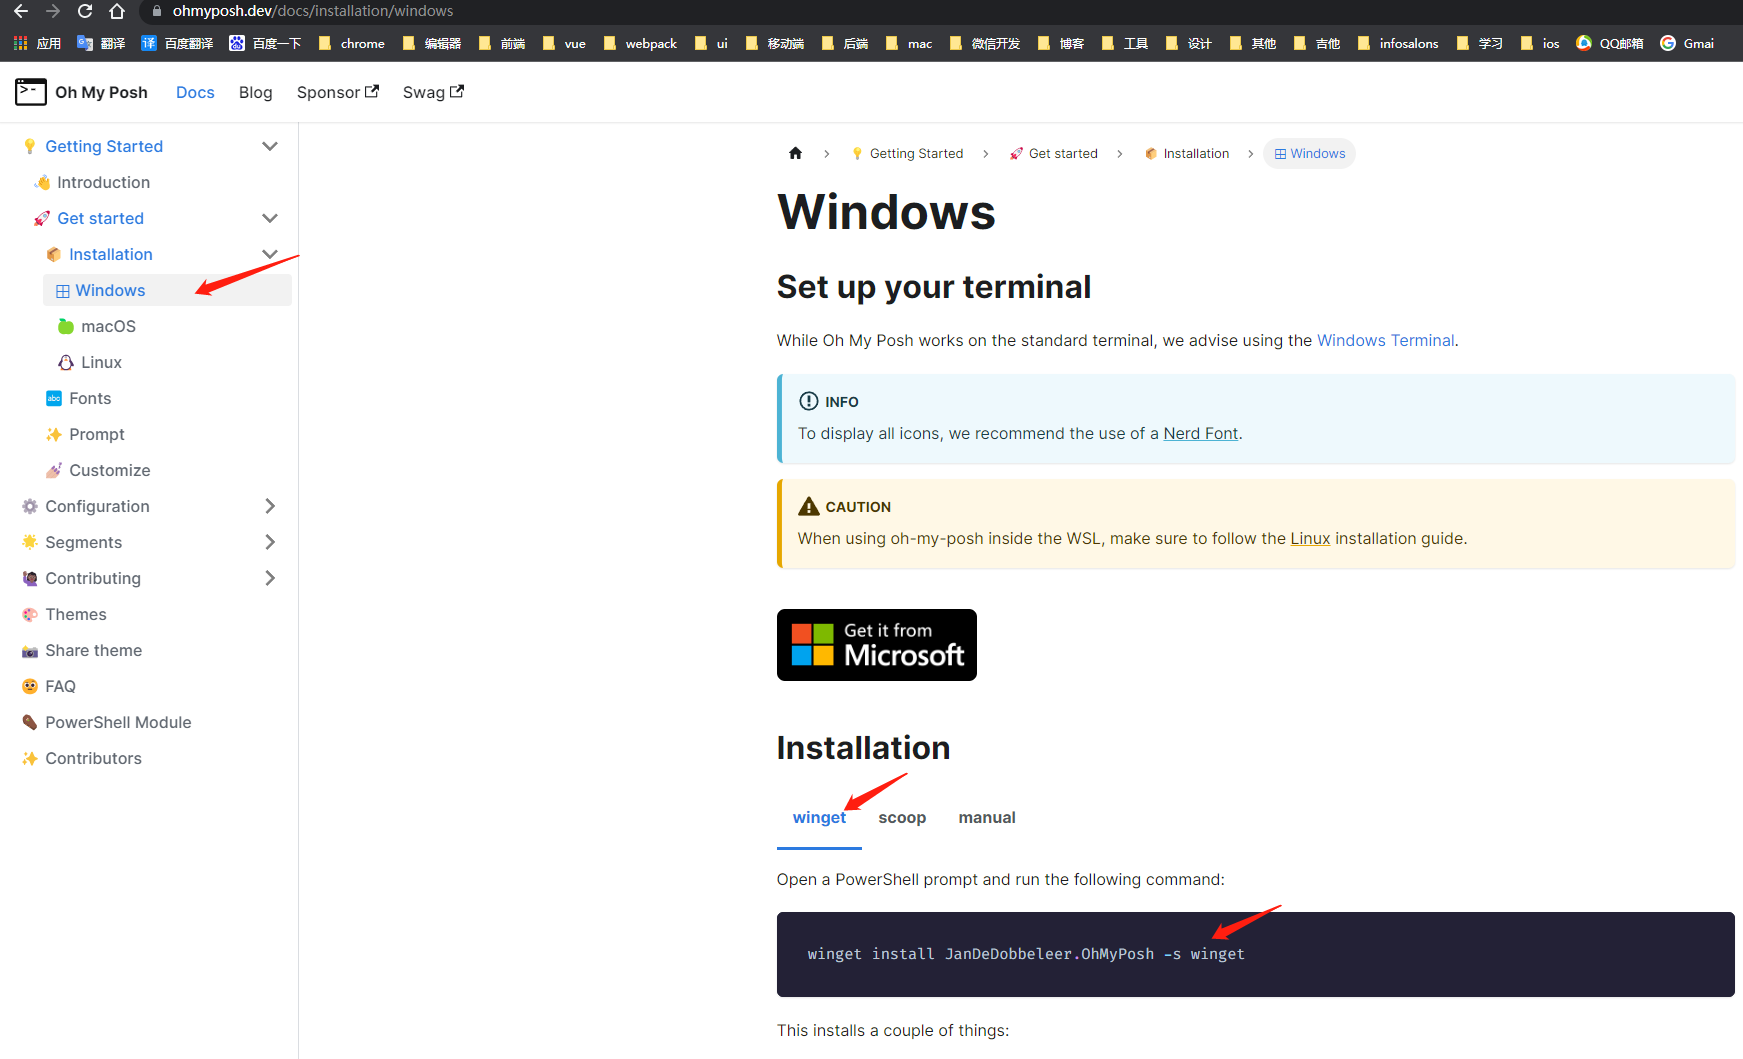 ohmyposh.dev/docs/installation/windows
应用 翻译 百度翻译 百度一下 chrome 编辑器 前端 vue webpack ui 移动端 后端 mac 微信开发 博客 工具 设计 其他 吉他 infosalons 学习 ios QQ邮箱 Gmai
Oh My Posh Docs Blog Sponsor Swag
Getting Started
Introduction
Get started
Installation
Windows
macOS
Linux
Fonts
Prompt
Customize
Configuration
Segments
Contributing
Themes
Share theme
FAQ
PowerShell Module
Contributors
Getting Started Get started Installation Windows
Windows
Set up your terminal
While Oh My Posh works on the standard terminal, we advise using the Windows Terminal.
INFO
To display all icons, we recommend the use of a Nerd Font.
CAUTION
When using oh-my-posh inside the WSL, make sure to follow the Linux installation guide.
Get it from
Microsoft
Installation
winget scoop manual
Open a PowerShell prompt and run the following command:
winget install JanDeDobbeleer.OhMyPosh -s winget
This installs a couple of things: